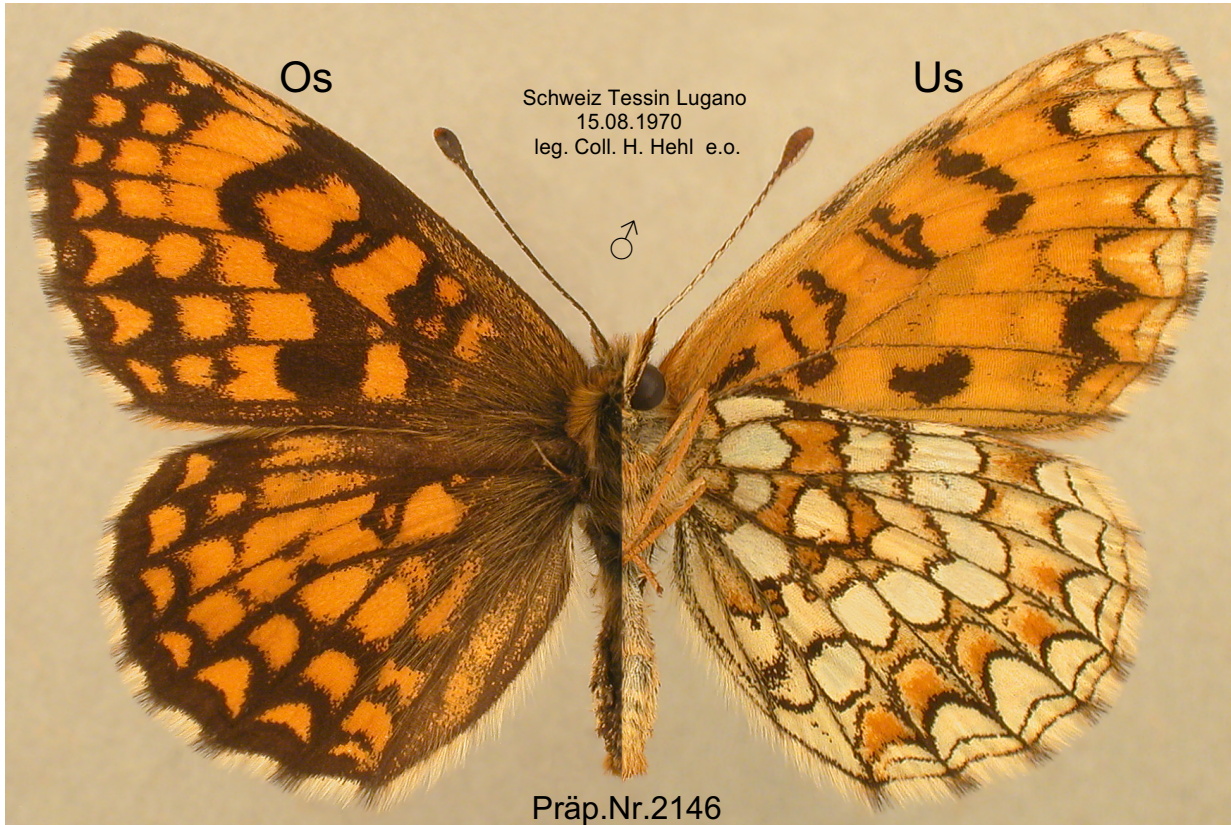 Os
Us
Schweiz Tessin Lugano
15.08.1970
leg. Coll. H. Hehl e.o.
♂
Präp.Nr.2146